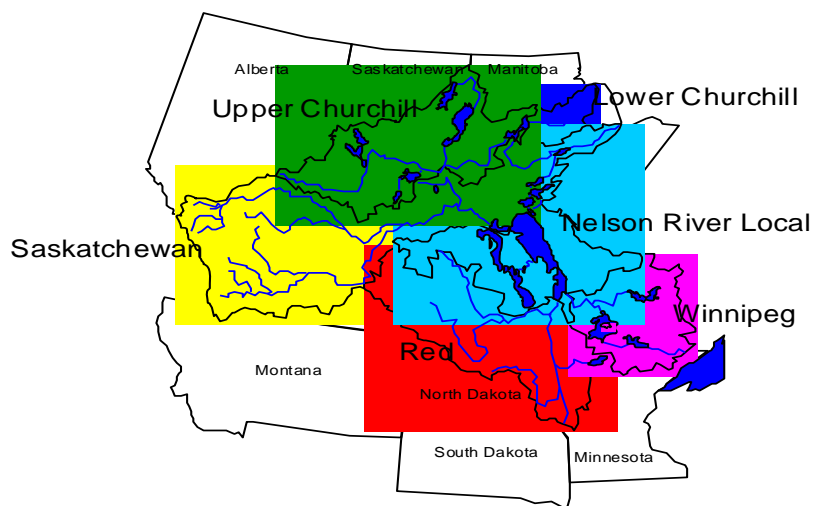 Alberta
Saskatchewan
Manitoba
Upper Churchill
Lower Churchill
Nelson River Local
Saskatchewan
Winnipeg
Red
Montana
North Dakota
South Dakota
Minnesota